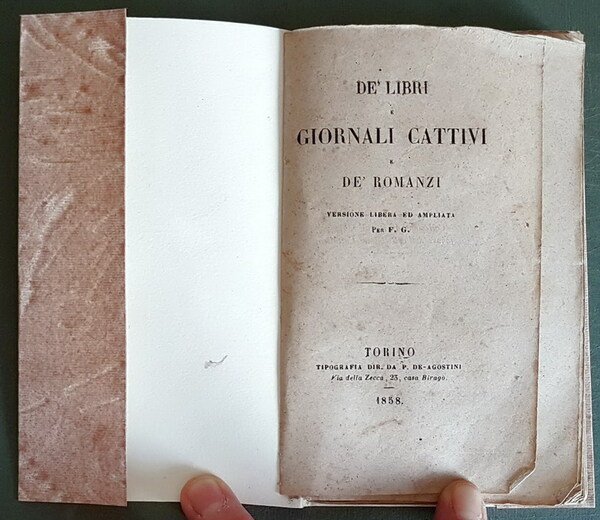 DE' LIBRI
E
GIORNALI CATTIVI
E
DE' ROMANZI
VERSIONE LIBERA ED AMPLIATA
PER F. G.
TORINO
TIPOGRAFIA DIR. DA P. DE-AGOSTINI
Via della Zecca, 23, casa Birago.
1858.